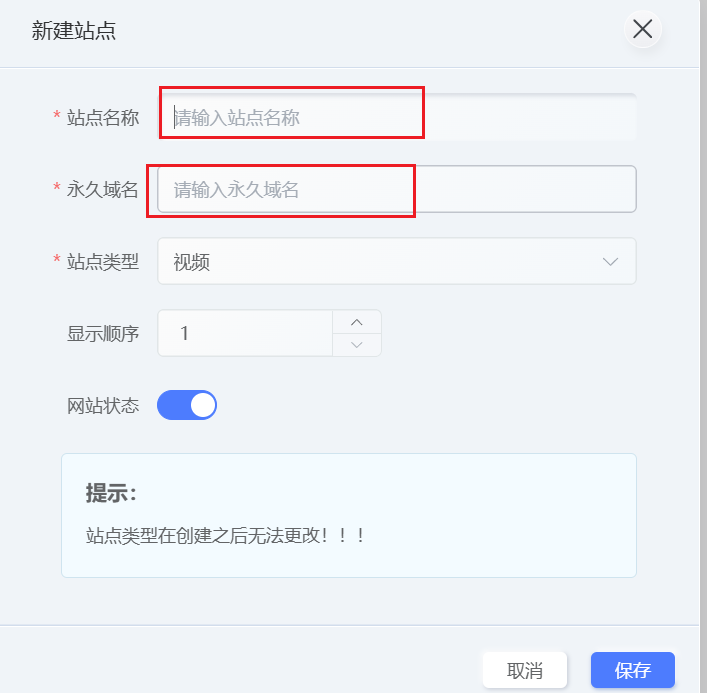 新建站点
* 站点名称 请输入站点名称
* 永久域名 请输入永久域名
* 站点类型 视频
显示顺序 1
网站状态
提示：
站点类型在创建之后无法更改！！！
取消 保存